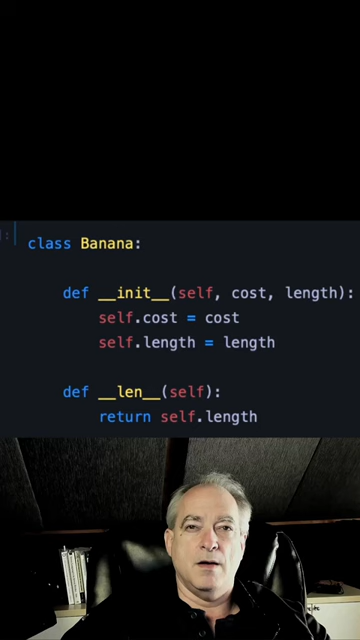 class Banana:
def __init__(self, cost, length):
self.cost = cost
self.length = length
def __len__(self):
return self.length